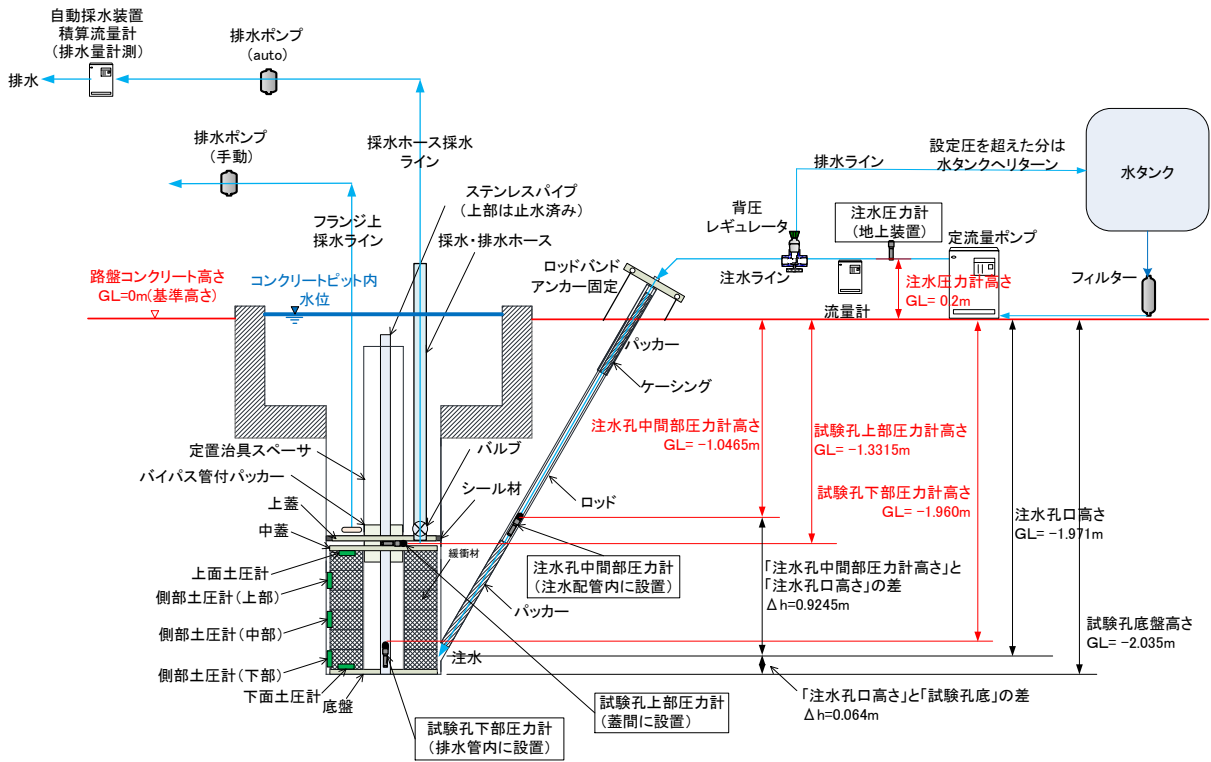 自動採水装置
積算流量計
(排水量計測)
排水
排水ポンプ
(auto)
排水ポンプ
(手動)
採水ホース採水
ライン
フランジ上
採水ライン
ステンレスパイプ
(上部は止水済み)
採水・排水ホース
路盤コンクリート高さ
GL=0m(基準高さ)
コンクリートピット内
水位
ロッドバンド
アンカー固定
背圧
レギュレータ
排水ライン
設定圧を超えた分は
水タンクへリターン
水タンク
注水圧力計
(地上装置)
定流量ポンプ
注水ライン
流量計
注水圧力計高さ
GL= 0.2m
フィルター
パッカー
ケーシング
注水孔中間部圧力計高さ
GL= -1.0465m
試験孔上部圧力計高さ
GL= -1.3315m
試験孔下部圧力計高さ
GL= -1.960m
注水孔口高さ
GL= -1.971m
試験孔底盤高さ
GL= -2.035m
定置治具スペーサ
バイパス管付パッカー
上蓋
中蓋
バルブ
シール材
ロッド
緩衝材
上面土圧計
側部土圧計(上部)
側部土圧計(中部)
側部土圧計(下部)
下面土圧計
底盤
注水
パッカー
注水孔中間部圧力計
(注水配管内に設置)
「注水孔中間部圧力計高さ」と
「注水孔口高さ」の差
Δh=0.9245m
「注水孔口高さ」と「試験孔底」の差
Δh=0.064m
試験孔上部圧力計
(蓋間に設置)
試験孔下部圧力計
(排水管内に設置)